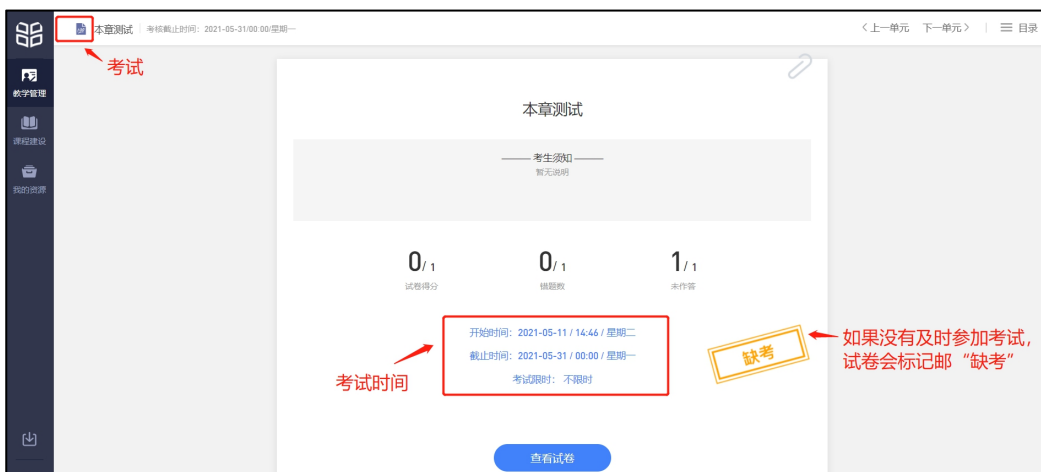 本章测试 考核截止时间：2021-05-31/00:00/星期一
〈上一单元 下一单元〉 目录
考试
教学管理
课程建设
我的资源
本章测试
考生须知
暂无说明
0/ 1 0/ 1 1/ 1
试卷得分 错题数 未作答
开始时间：2021-05-11 / 14:46 / 星期二
截止时间：2021-05-31 / 00:00 / 星期一
考试限时： 不限时
考试时间
缺考
如果没有及时参加考试，
试卷会标记邮“缺考”
查看试卷